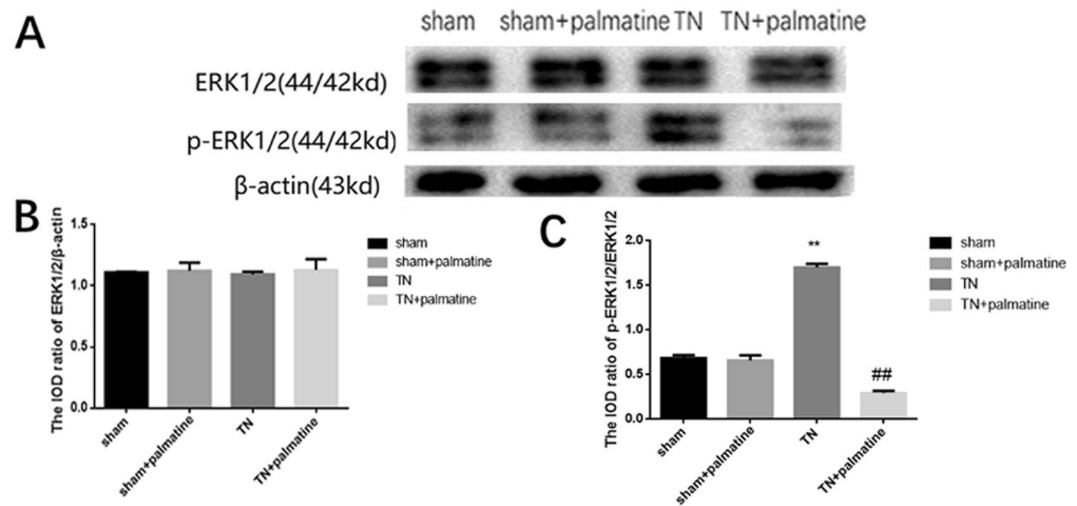 A
sham sham+palmatine TN TN+palmatine
ERK1/2(44/42kd)
p-ERK1/2(44/42kd)
β-actin(43kd)
B
The IOD ratio of ERK1/2/β-actin
1.5
1.0
0.5
0.0
sham
sham+palmatine
TN
TN+palmatine
sham
sham+palmatine
TN
TN+palmatine
C
The IOD ratio of p-ERK1/2/ERK1/2
2.0
1.5
1.0
0.5
0.0
**
##
sham
sham+palmatine
TN
TN+palmatine
sham
sham+palmatine
TN
TN+palmatine